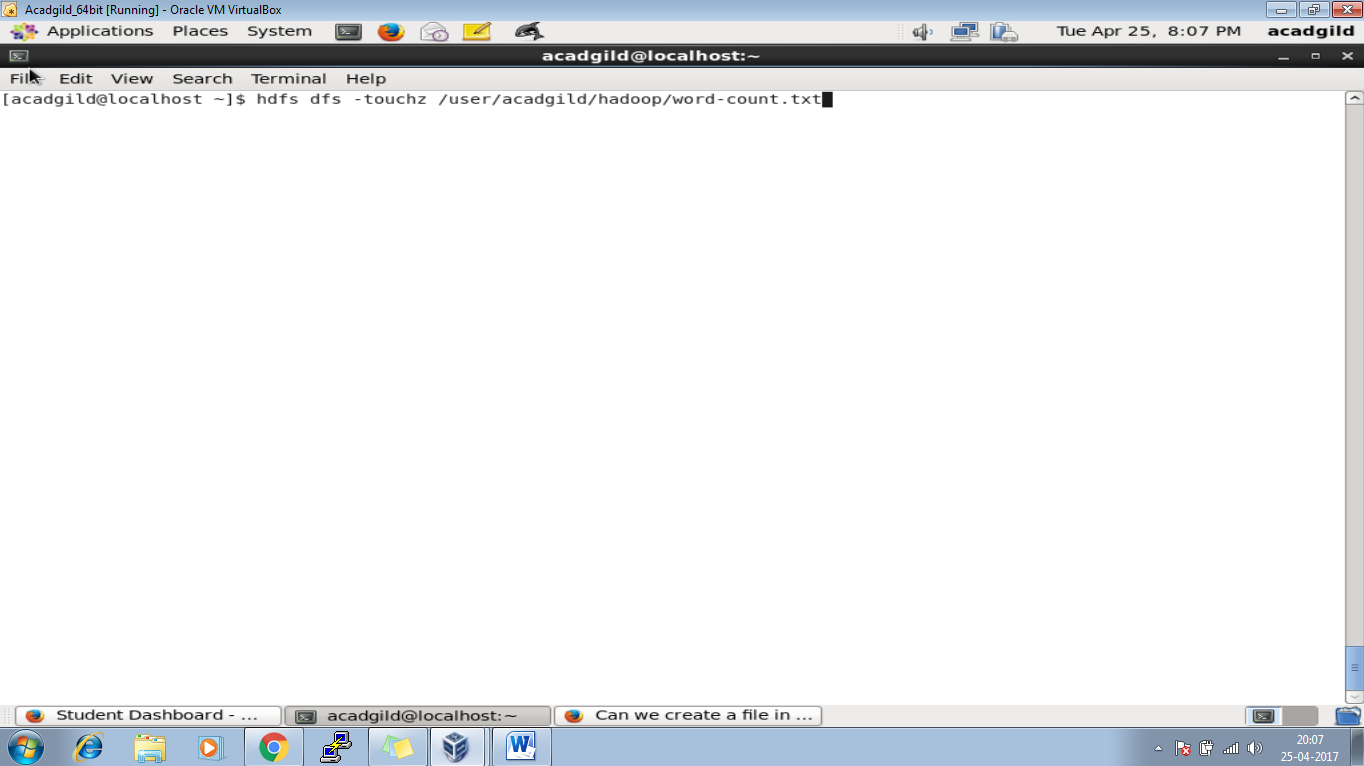 Acadgild_64bit [Running] - Oracle VM VirtualBox
Applications Places System Tue Apr 25, 8:07 PM acadgild
acadgild@localhost:~
File Edit View Search Terminal Help
[acadgild@localhost ~]$ hdfs dfs -touchz /user/acadgild/hadoop/word-count.txt
Student Dashboard - ... acadgild@localhost:~ Can we create a file in ...
20:07
25-04-2017